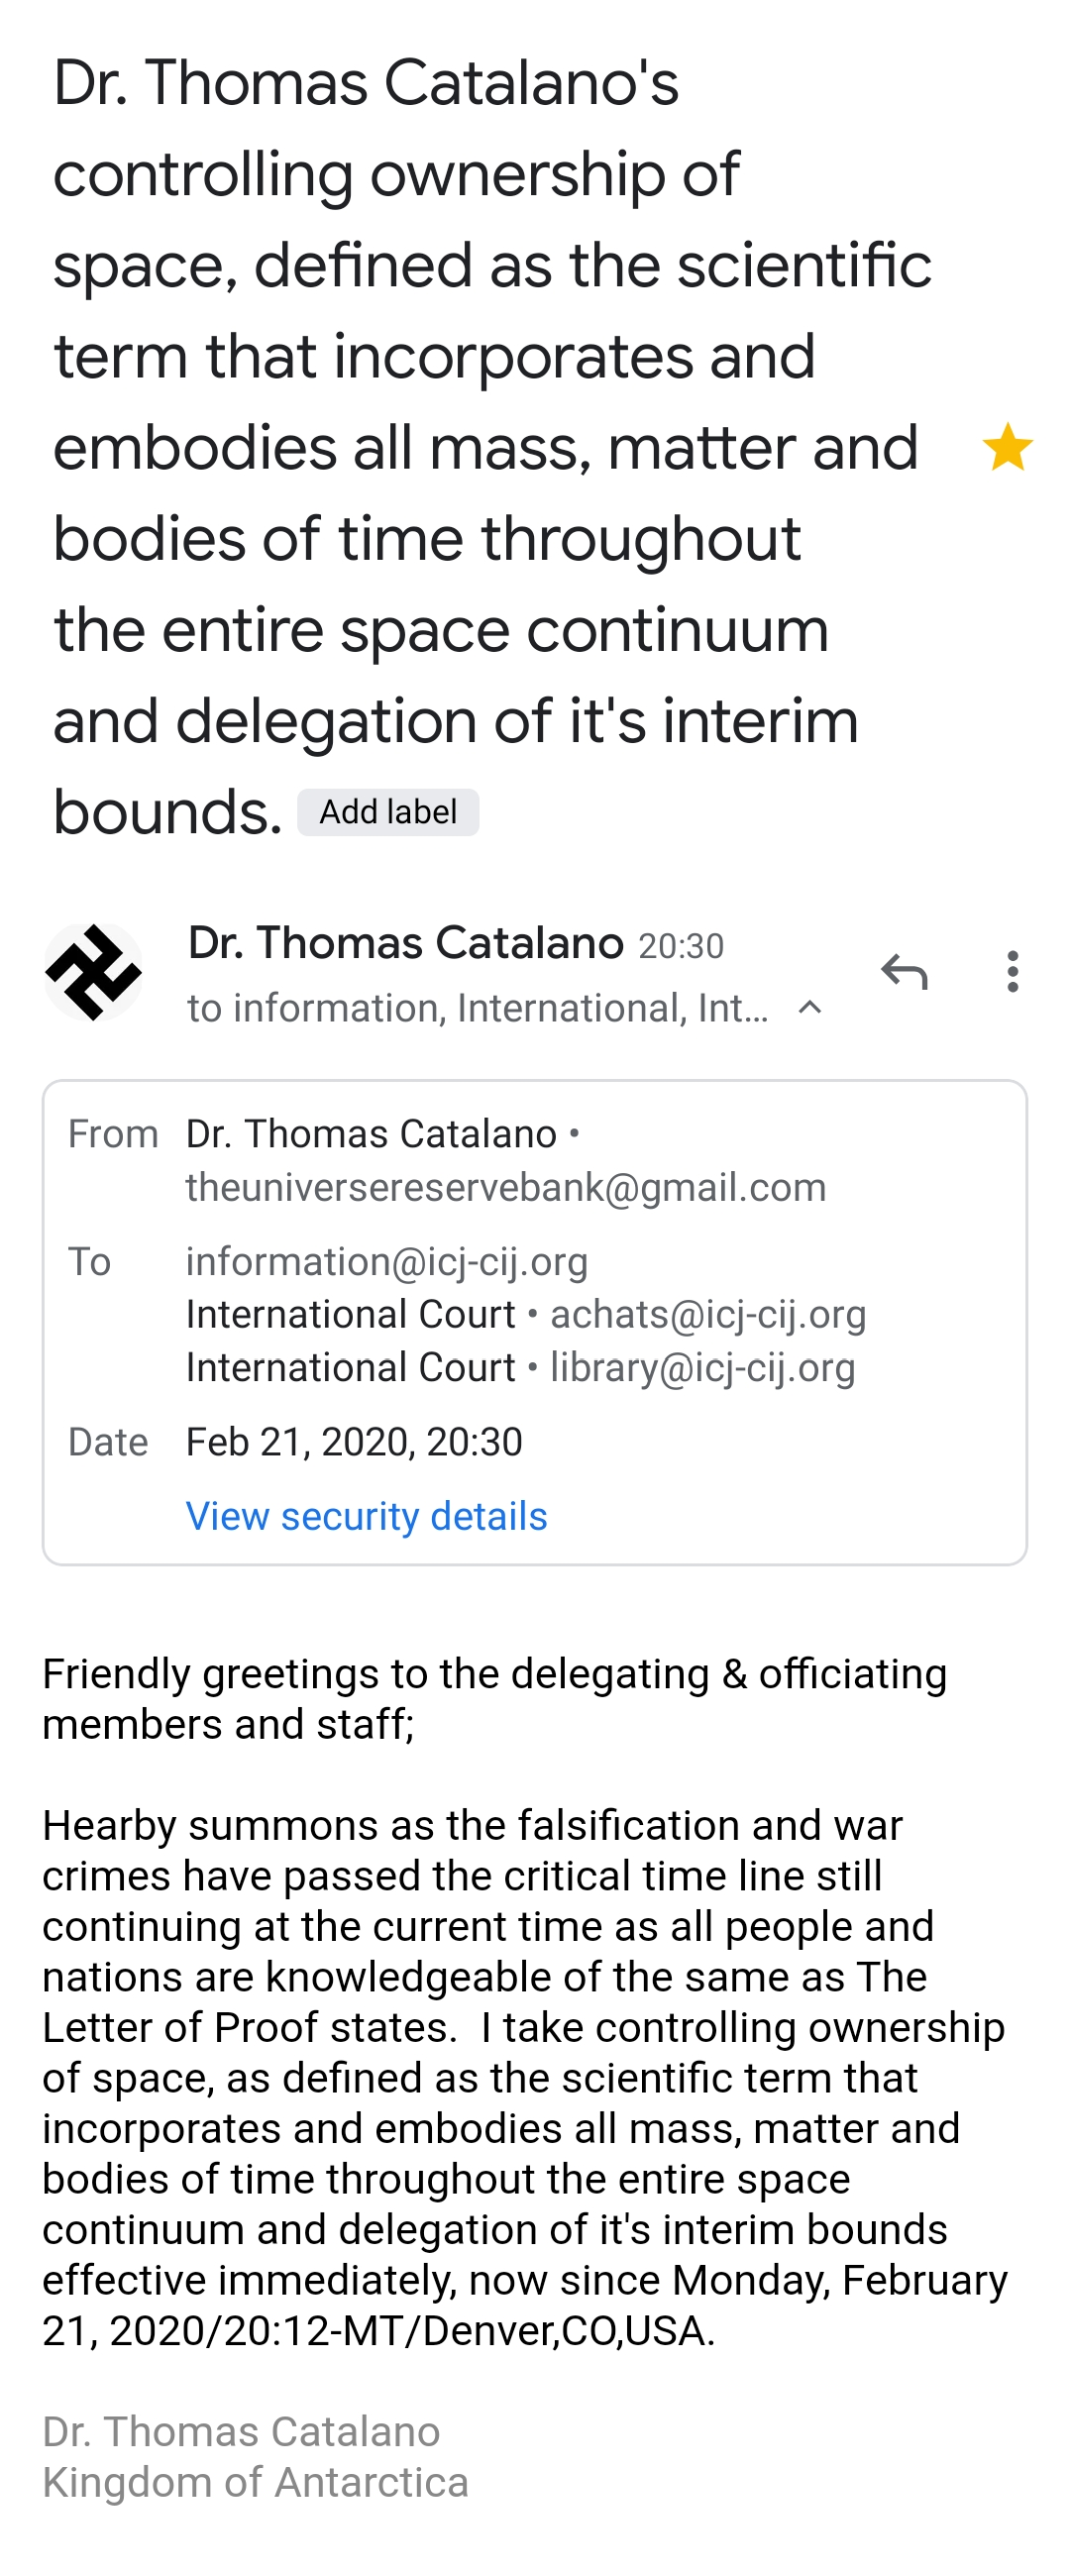 Dr. Thomas Catalano's
controlling ownership of
space, defined as the scientific
term that incorporates and
embodies all mass, matter and
bodies of time throughout
the entire space continuum
and delegation of it's interim
bounds. Add label
Dr. Thomas Catalano 20:30
to information, International, Int...
From Dr. Thomas Catalano •
theuniversereservebank@gmail.com
To information@icj-cij.org
International Court • achats@icj-cij.org
International Court • library@icj-cij.org
Date Feb 21, 2020, 20:30
View security details
Friendly greetings to the delegating & officiating
members and staff;
Hearby summons as the falsification and war
crimes have passed the critical time line still
continuing at the current time as all people and
nations are knowledgeable of the same as The
Letter of Proof states.  I take controlling ownership
of space, as defined as the scientific term that
incorporates and embodies all mass, matter and
bodies of time throughout the entire space
continuum and delegation of it's interim bounds
effective immediately, now since Monday, February
21, 2020/20:12-MT/Denver,CO,USA.
Dr. Thomas Catalano
Kingdom of Antarctica